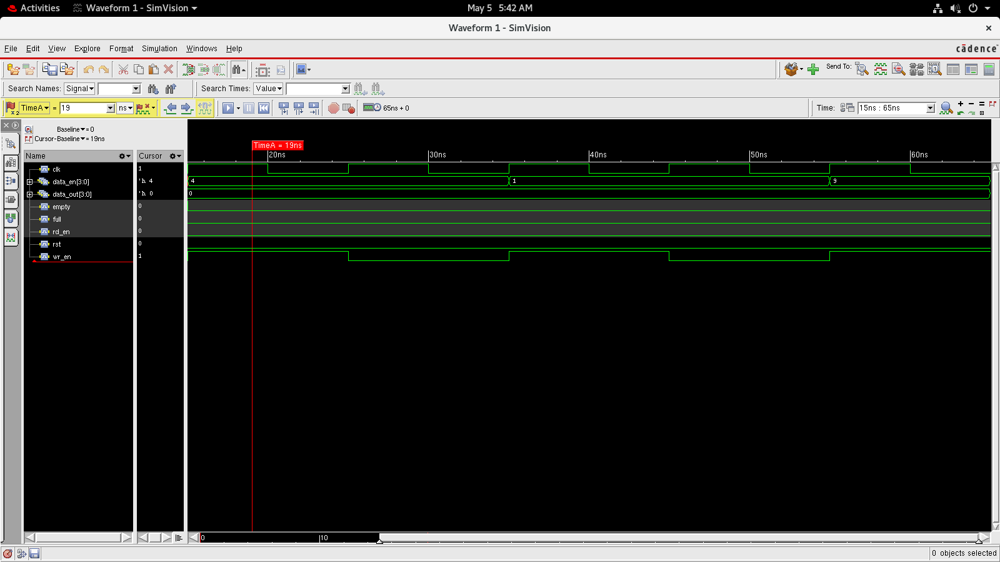 Activities Waveform 1 - SimVision May 5 5:42 AM
Waveform 1 - SimVision
File Edit View Explore Format Simulation Windows Help cādence
Send To:
Search Names: Signal Search Times: Value
TimeA = 19 ns 65ns + 0 Time: 15ns : 65ns
Baseline = 0
Cursor-Baseline = 19ns
TimeA = 19ns
Name Cursor 20ns 30ns 40ns 50ns 60ns
clk 1
data_en[3:0] 'h 4 4 1 9
data_out[3:0] 'h 0 0
empty 0
full 0
rd_en 0
rst 0
wr_en 1
0 10
0 objects selected